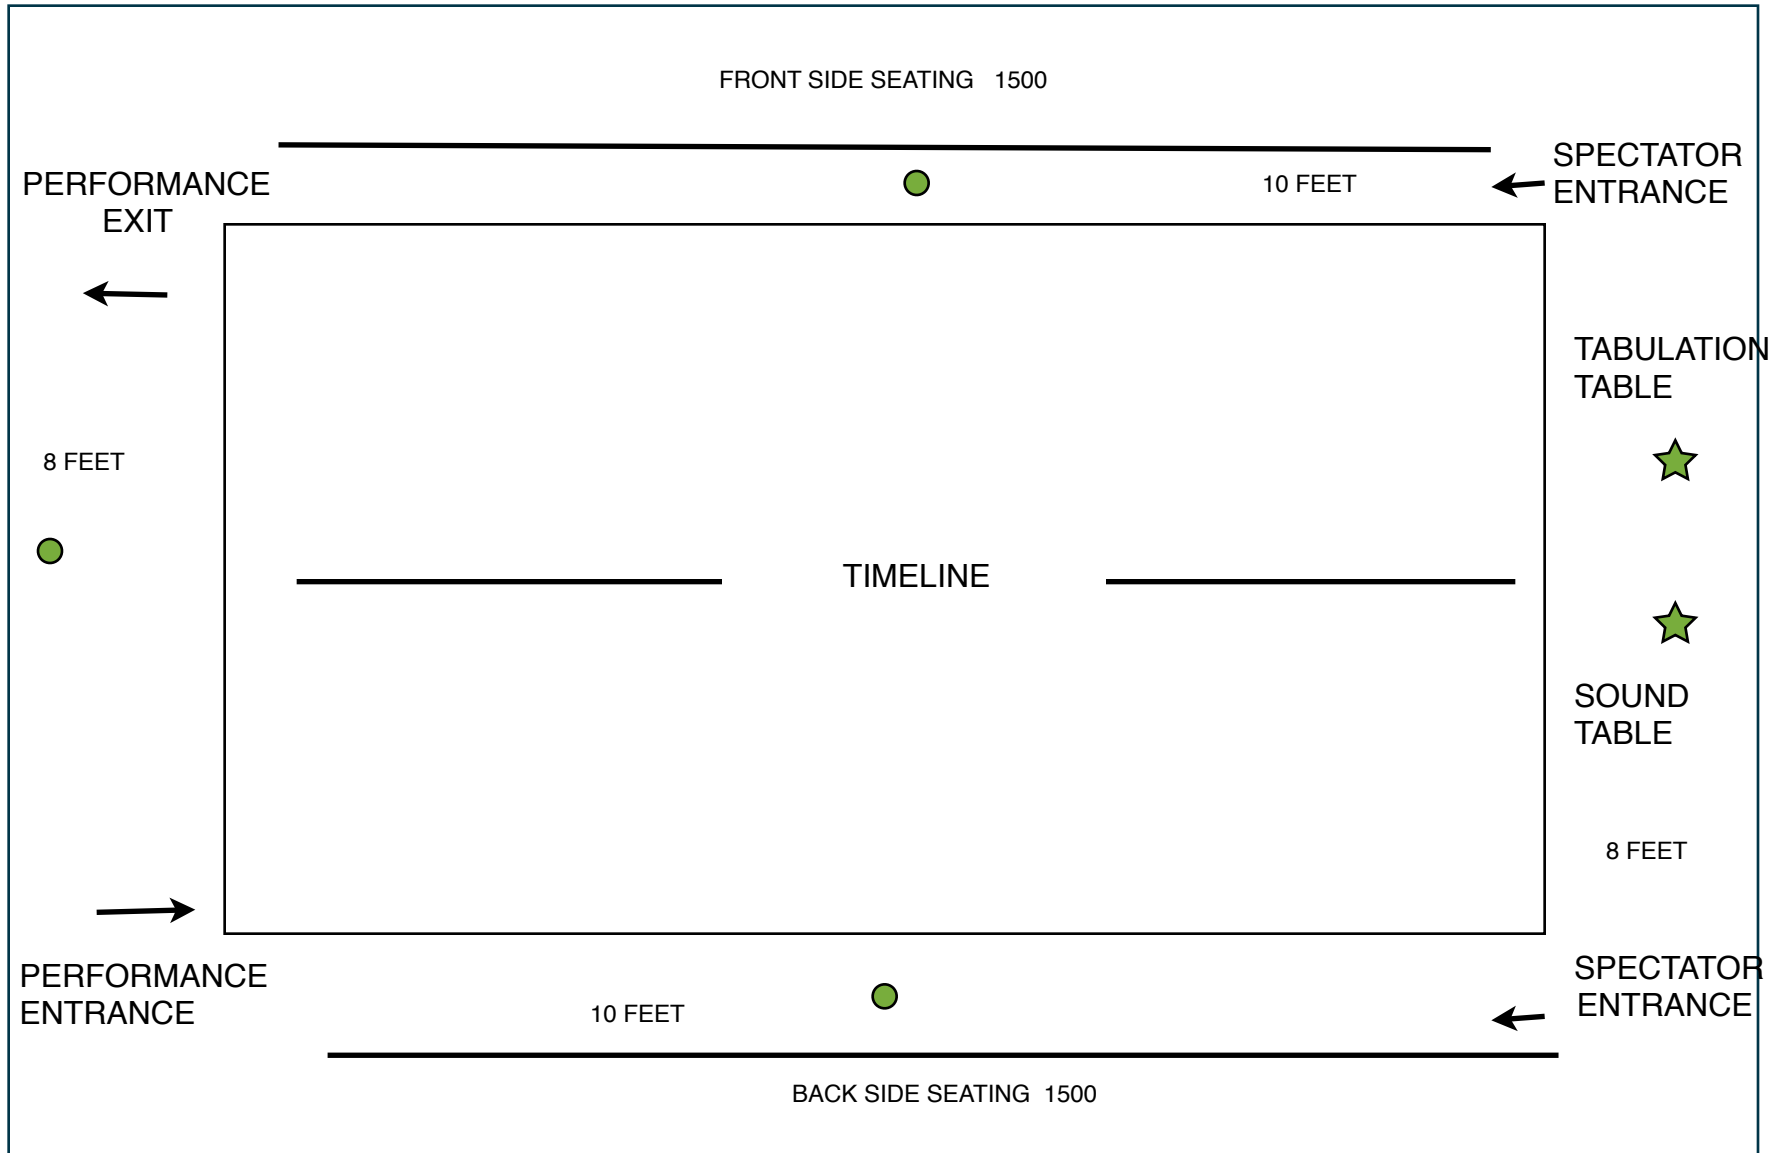 FRONT SIDE SEATING   1500
PERFORMANCE
EXIT
10 FEET
SPECTATOR
ENTRANCE
TABULATION
TABLE
8 FEET
TIMELINE
SOUND
TABLE
8 FEET
PERFORMANCE
ENTRANCE
10 FEET
SPECTATOR
ENTRANCE
BACK SIDE SEATING  1500